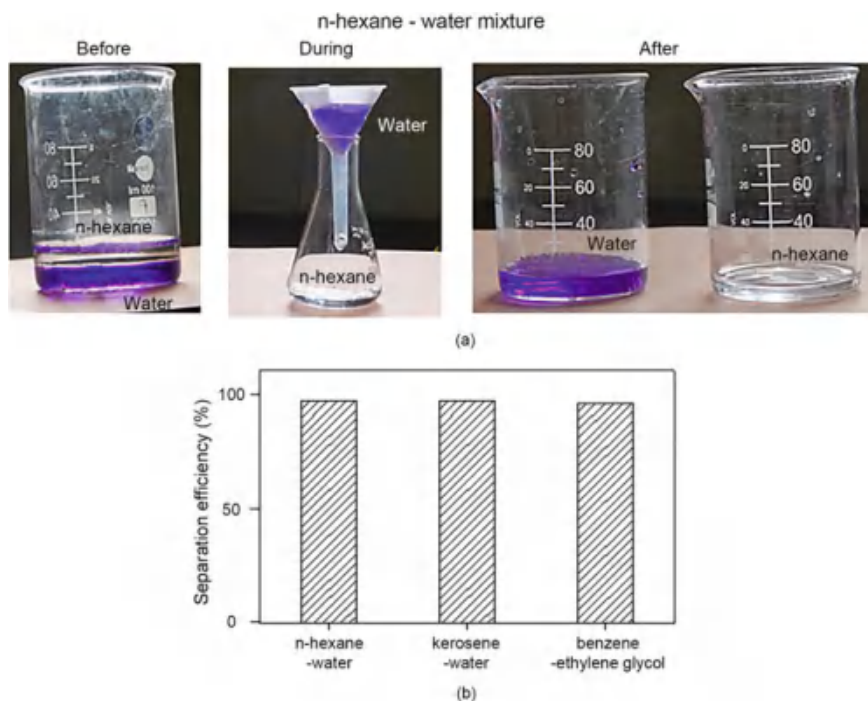 n-hexane - water mixture
Before
During
After
n-hexane
Water
Water
n-hexane
80
60
40
Water
80
60
40
n-hexane
(a)
Separation efficiency (%)
100
50
0
n-hexane
-water
kerosene
-water
benzene
-ethylene glycol
(b)